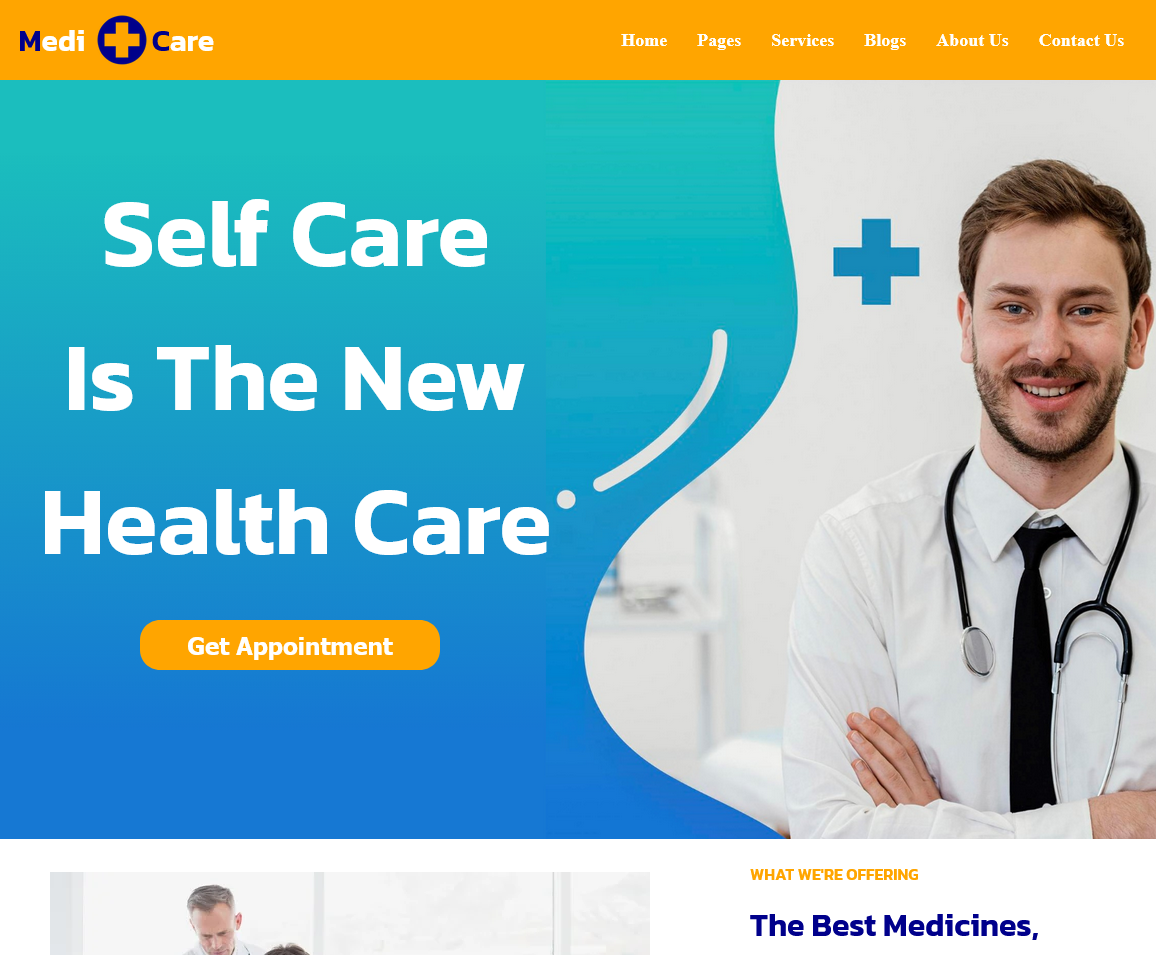 Medi Care
Home Pages Services Blogs About Us Contact Us
Self Care
Is The New
Health Care
Get Appointment
WHAT WE'RE OFFERING
The Best Medicines,